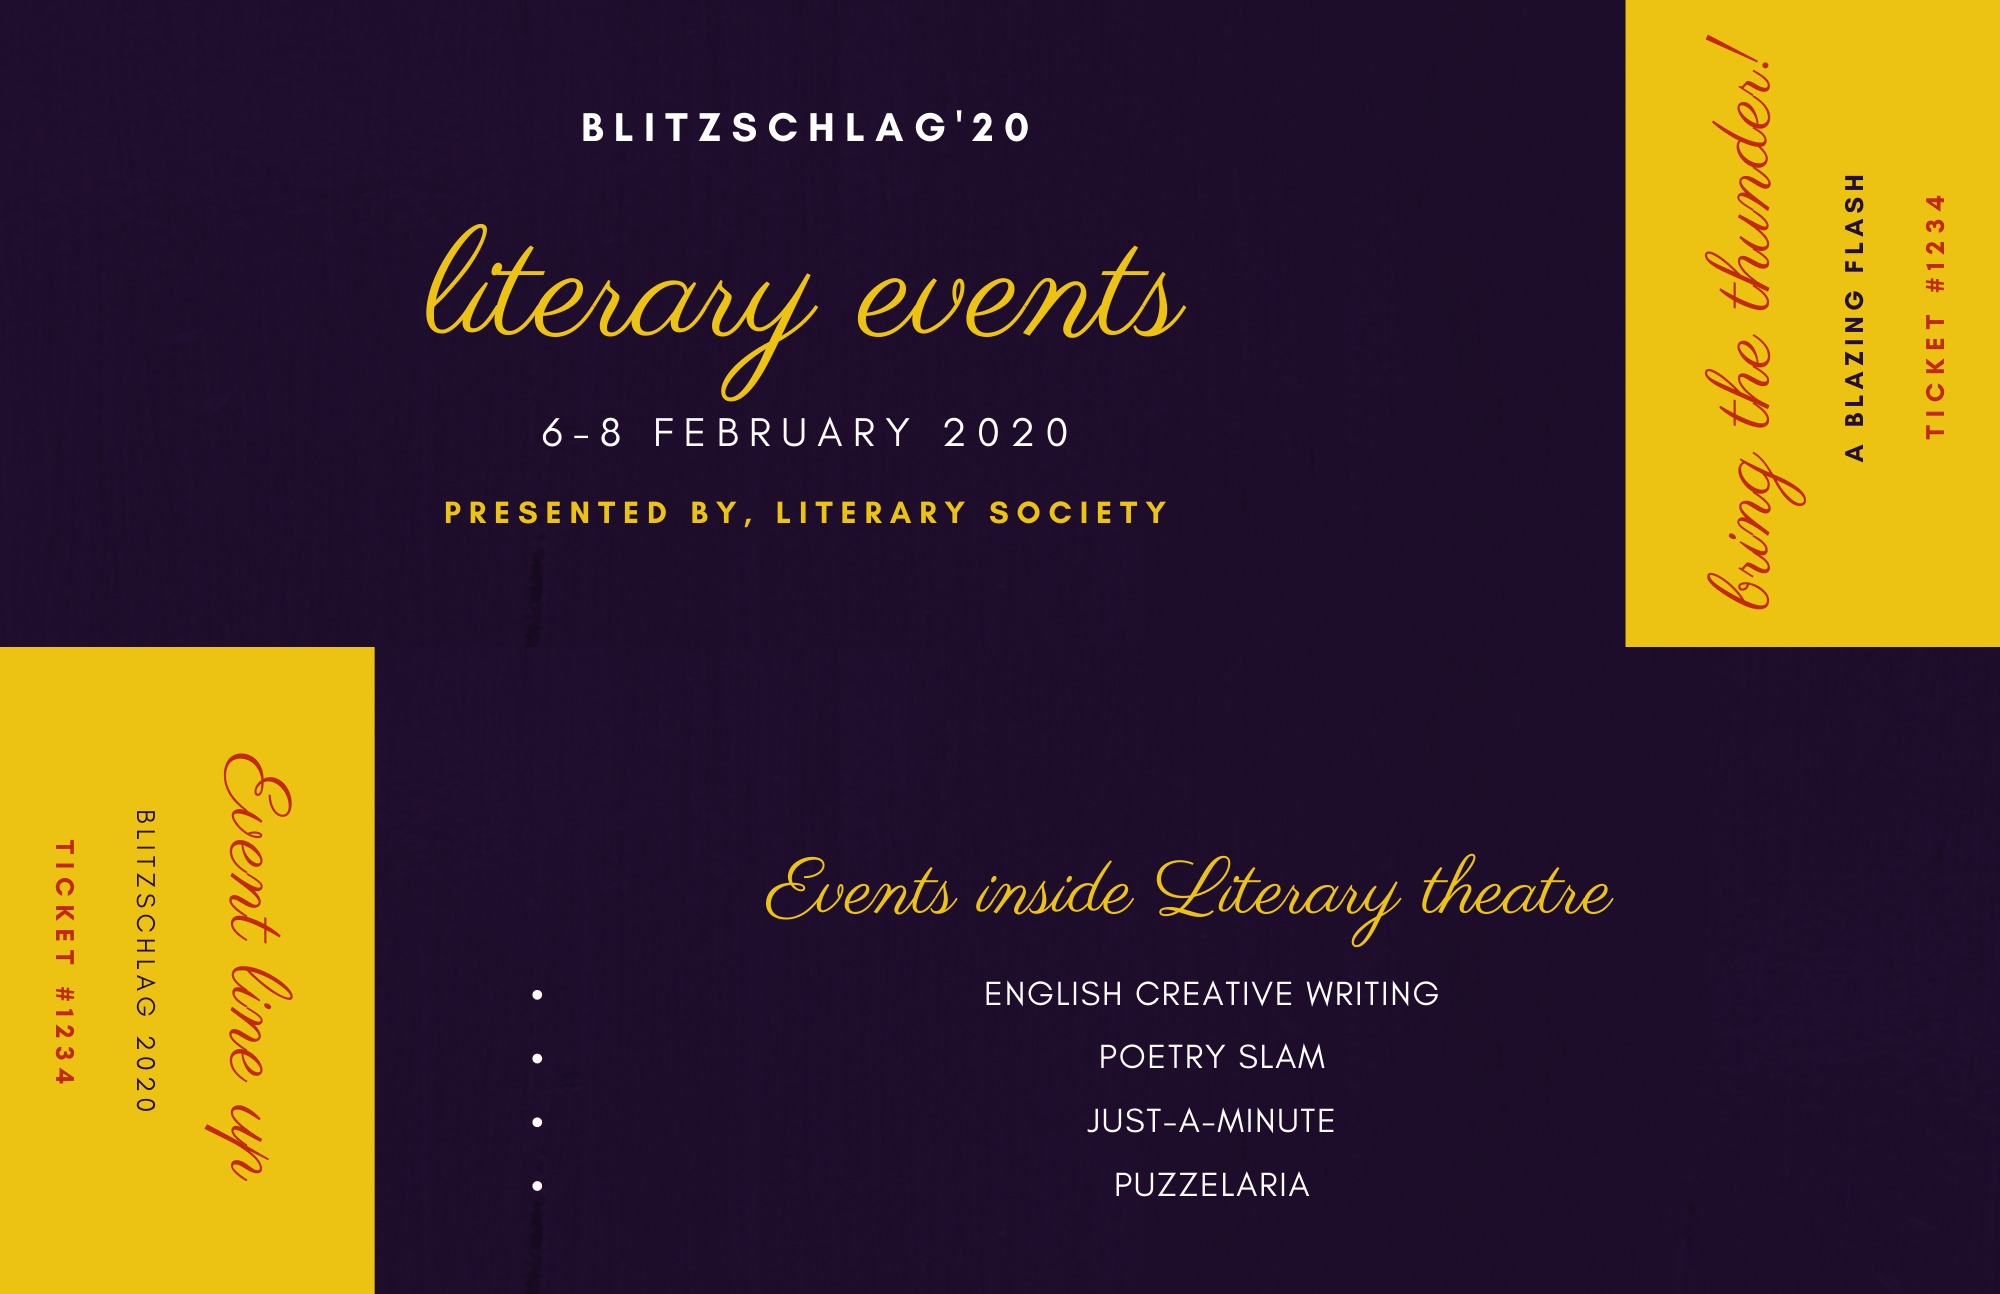 BLITZSCHLAG'20
literary events
6-8 FEBRUARY 2020
PRESENTED BY, LITERARY SOCIETY
bring the thunder!
A BLAZING FLASH
TICKET #1234
Event line up
BLITZSCHLAG 2020
TICKET #1234
Events inside Literary theatre
• ENGLISH CREATIVE WRITING
• POETRY SLAM
• JUST-A-MINUTE
• PUZZELARIA